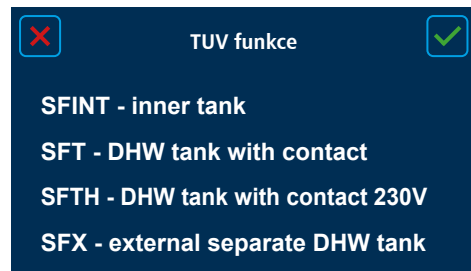 TUV funkce
SFINT - inner tank
SFT - DHW tank with contact
SFTH - DHW tank with contact 230V
SFX - external separate DHW tank